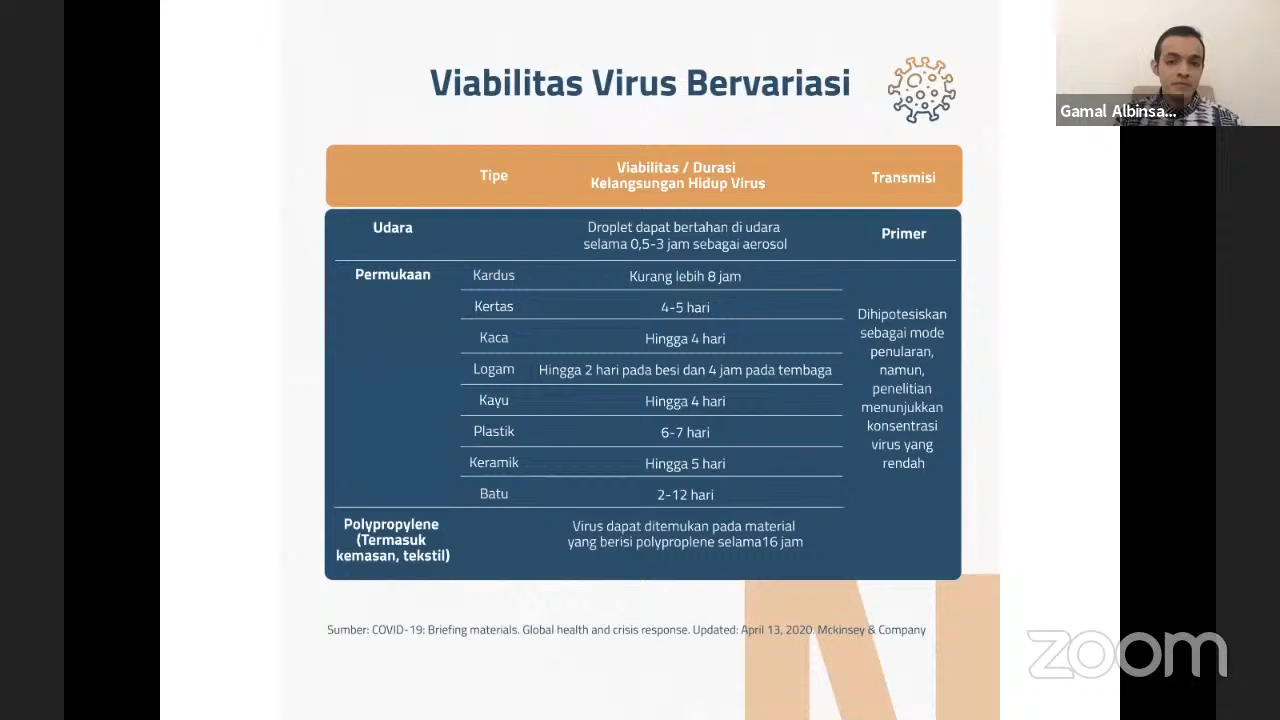 Viabilitas Virus Bervariasi
Gamal Albinsa...
Tipe
Viabilitas / Durasi
Kelangsungan Hidup Virus
Transmisi
Udara
Droplet dapat bertahan di udara
selama 0,5-3 jam sebagai aerosol
Primer
Permukaan
Kardus
Kurang lebih 8 jam
Kertas
4-5 hari
Kaca
Hingga 4 hari
Logam
Hingga 2 hari pada besi dan 4 jam pada tembaga
Kayu
Hingga 4 hari
Plastik
6-7 hari
Keramik
Hingga 5 hari
Batu
2-12 hari
Dihipotesiskan
sebagai mode
penularan,
namun,
penelitian
menunjukkan
konsentrasi
virus yang
rendah
Polypropylene
(Termasuk
kemasan, tekstil)
Virus dapat ditemukan pada material
yang berisi polyproplene selama16 jam
Sumber: COVID-19: Briefing materials. Global health and crisis response. Updated: April 13, 2020. Mckinsey & Company
zoom